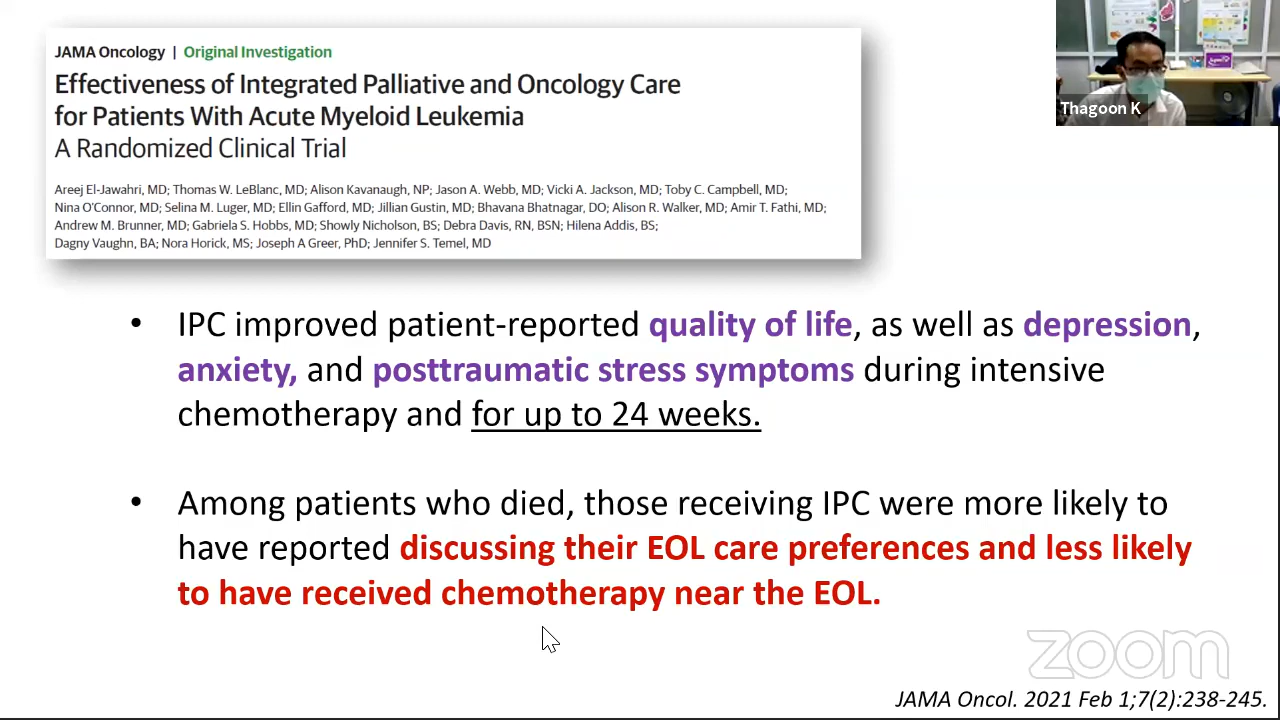 JAMA Oncology | Original Investigation
Effectiveness of Integrated Palliative and Oncology Care
for Patients With Acute Myeloid Leukemia
A Randomized Clinical Trial
Areej El-Jawahri, MD; Thomas W. LeBlanc, MD; Alison Kavanaugh, NP; Jason A. Webb, MD; Vicki A. Jackson, MD; Toby C. Campbell, MD;
Nina O'Connor, MD; Selina M. Luger, MD; Ellin Gafford, MD; Jillian Gustin, MD; Bhavana Bhatnagar, DO; Alison R. Walker, MD; Amir T. Fathi, MD;
Andrew M. Brunner, MD; Gabriela S. Hobbs, MD; Showly Nicholson, BS; Debra Davis, RN, BSN; Hilena Addis, BS;
Dagny Vaughn, BA; Nora Horick, MS; Joseph A Greer, PhD; Jennifer S. Temel, MD
Thagoon K
• IPC improved patient-reported quality of life, as well as depression,
anxiety, and posttraumatic stress symptoms during intensive
chemotherapy and for up to 24 weeks.
• Among patients who died, those receiving IPC were more likely to
have reported discussing their EOL care preferences and less likely
to have received chemotherapy near the EOL.
zoom
JAMA Oncol. 2021 Feb 1;7(2):238-245.